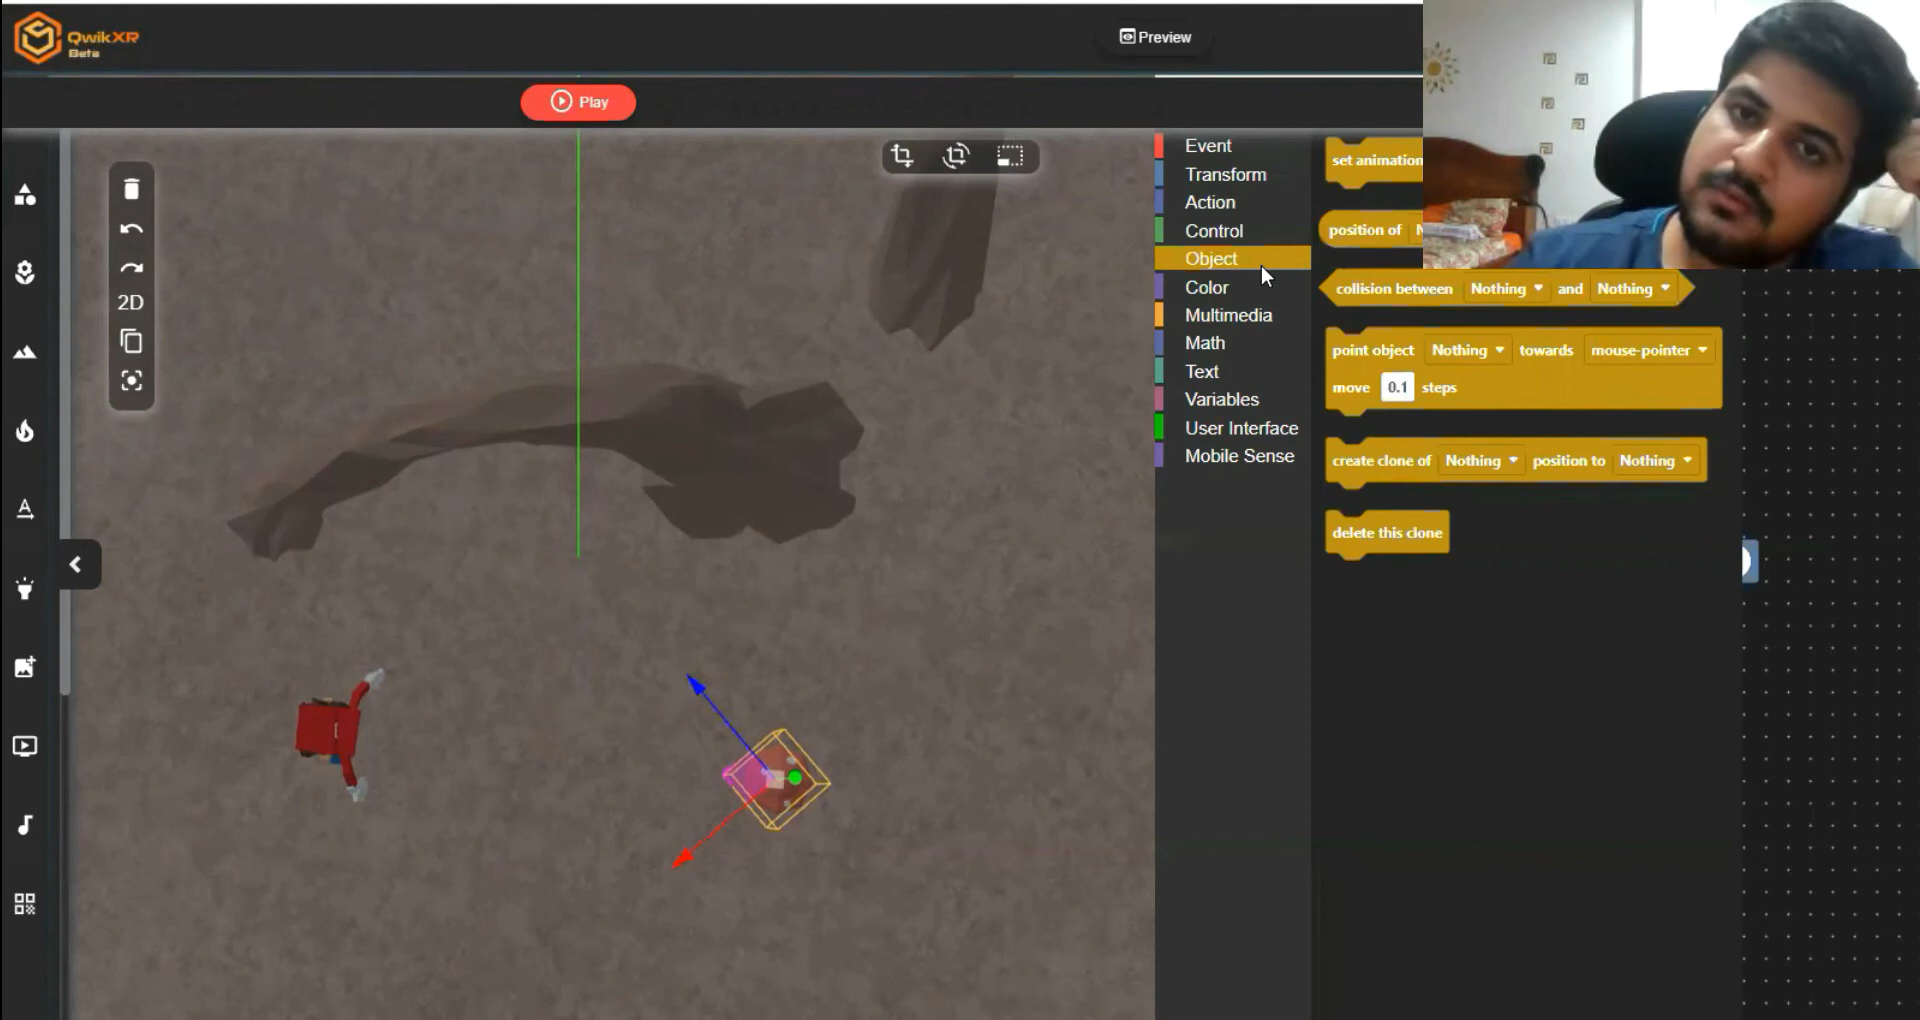 QwikXR
Beta
Preview
Play
2D
Event
Transform
Action
Control
Object
Color
Multimedia
Math
Text
Variables
User Interface
Mobile Sense
set animation
position of
collision between Nothing and Nothing
point object Nothing towards mouse-pointer
move 0.1 steps
create clone of Nothing position to Nothing
delete this clone